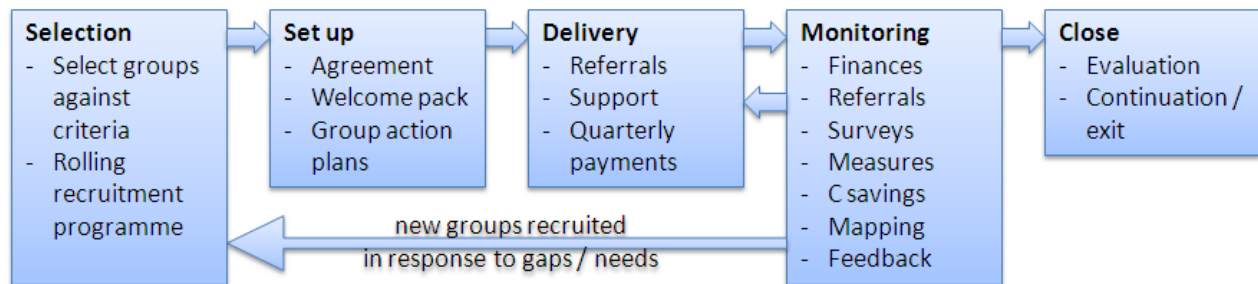 Selection
- Select groups
against
criteria
- Rolling
recruitment
programme
Set up
- Agreement
- Welcome pack
- Group action
plans
Delivery
- Referrals
- Support
- Quarterly
payments
Monitoring
- Finances
- Referrals
- Surveys
- Measures
- C savings
- Mapping
- Feedback
Close
- Evaluation
- Continuation /
exit
new groups recruited
in response to gaps / needs